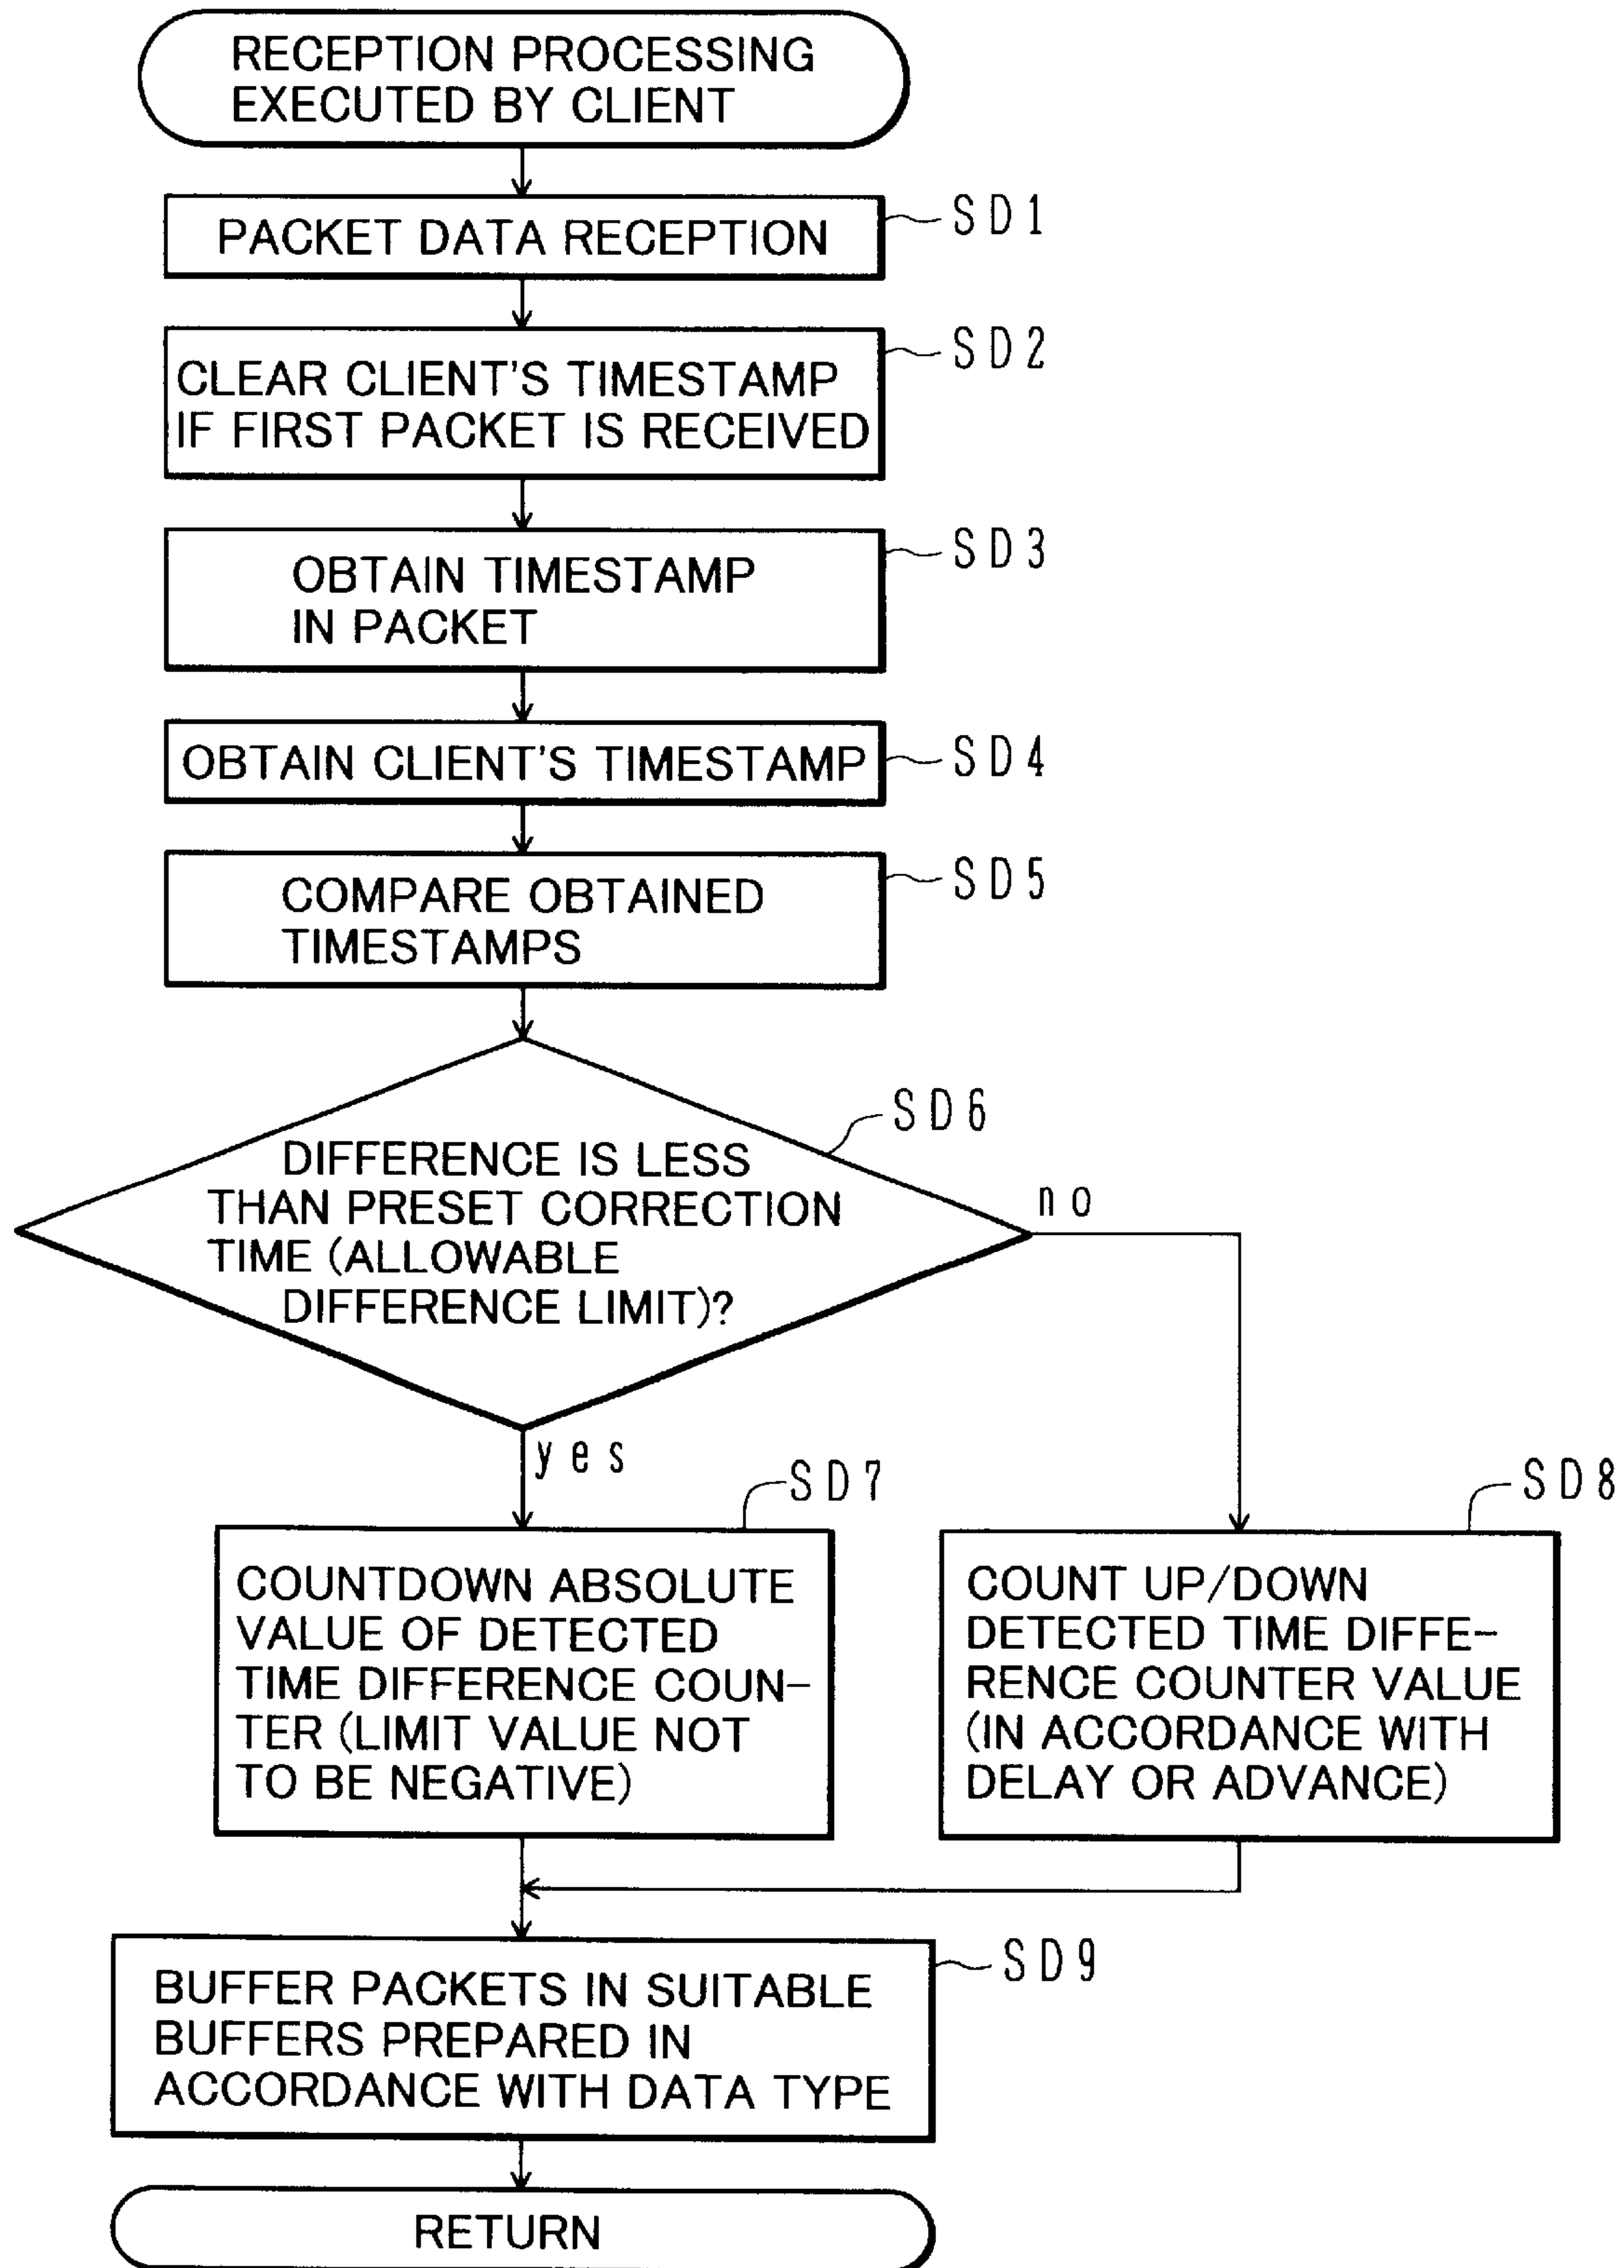 RECEPTION PROCESSING
EXECUTED BY CLIENT
PACKET DATA RECEPTION
SD1
CLEAR CLIENT'S TIMESTAMP
IF FIRST PACKET IS RECEIVED
SD2
OBTAIN TIMESTAMP
IN PACKET
SD3
OBTAIN CLIENT'S TIMESTAMP
SD4
COMPARE OBTAINED
TIMESTAMPS
SD5
DIFFERENCE IS LESS
THAN PRESET CORRECTION
TIME (ALLOWABLE
DIFFERENCE LIMIT)?
SD6
no
yes
SD7
COUNTDOWN ABSOLUTE
VALUE OF DETECTED
TIME DIFFERENCE COUN-
TER (LIMIT VALUE NOT
TO BE NEGATIVE)
SD8
COUNT UP/DOWN
DETECTED TIME DIFFE-
RENCE COUNTER VALUE
(IN ACCORDANCE WITH
DELAY OR ADVANCE)
BUFFER PACKETS IN SUITABLE
BUFFERS PREPARED IN
ACCORDANCE WITH DATA TYPE
SD9
RETURN